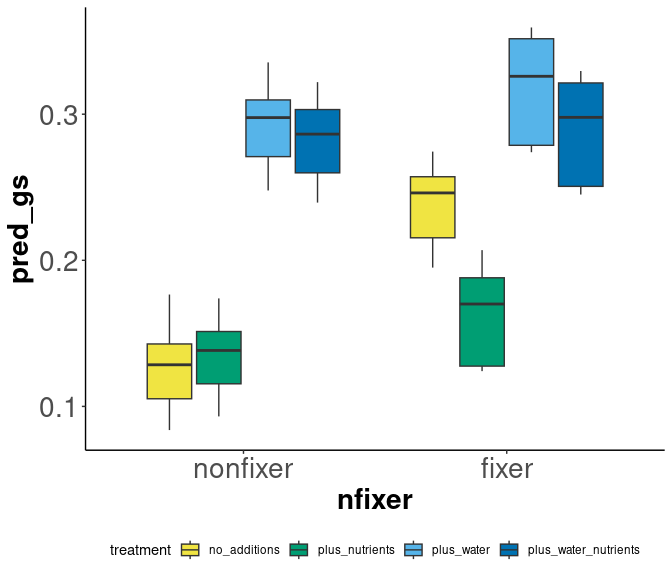 pred_gs
0.3
0.2
0.1
nonfixer fixer
nfixer
treatment no_additions plus_nutrients plus_water plus_water_nutrients